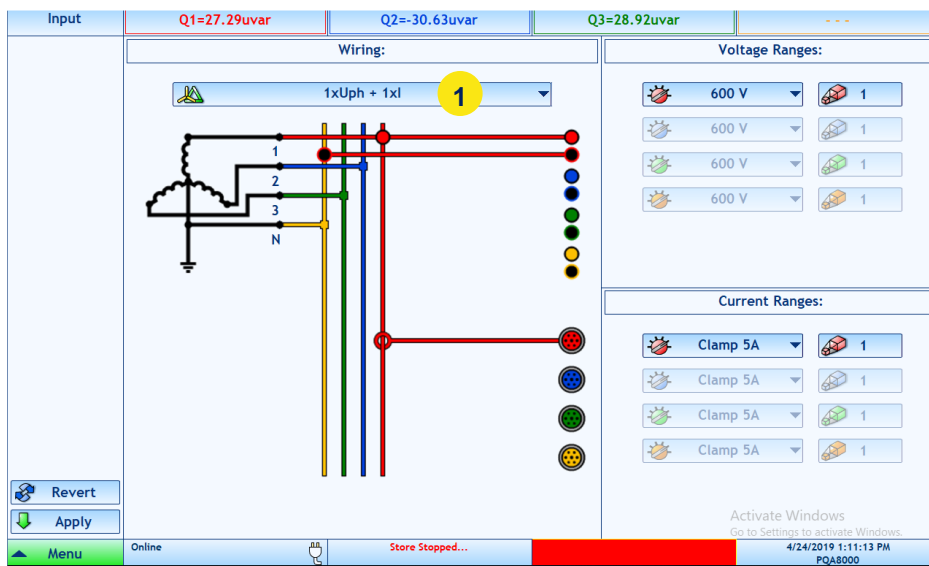 Input
Q1=27.29uvar
Q2=-30.63uvar
Q3=28.92uvar
- - -
Wiring:
1xUph + 1xI
1
1
2
3
N
Voltage Ranges:
600 V 1
600 V 1
600 V 1
600 V 1
Current Ranges:
Clamp 5A 1
Clamp 5A 1
Clamp 5A 1
Clamp 5A 1
Revert
Apply
Activate Windows
Go to Settings to activate Windows.
Menu
Online
Store Stopped...
4/24/2019 1:11:13 PM
PQA8000